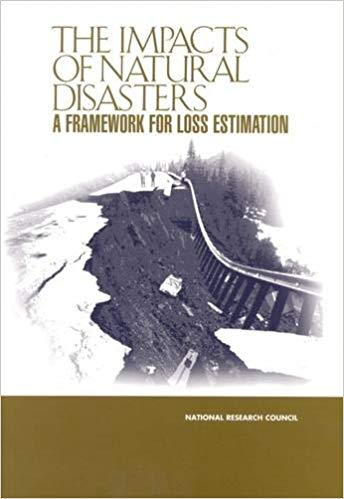 THE IMPACTS
OF NATURAL
DISASTERS
A FRAMEWORK FOR LOSS ESTIMATION
NATIONAL RESEARCH COUNCIL